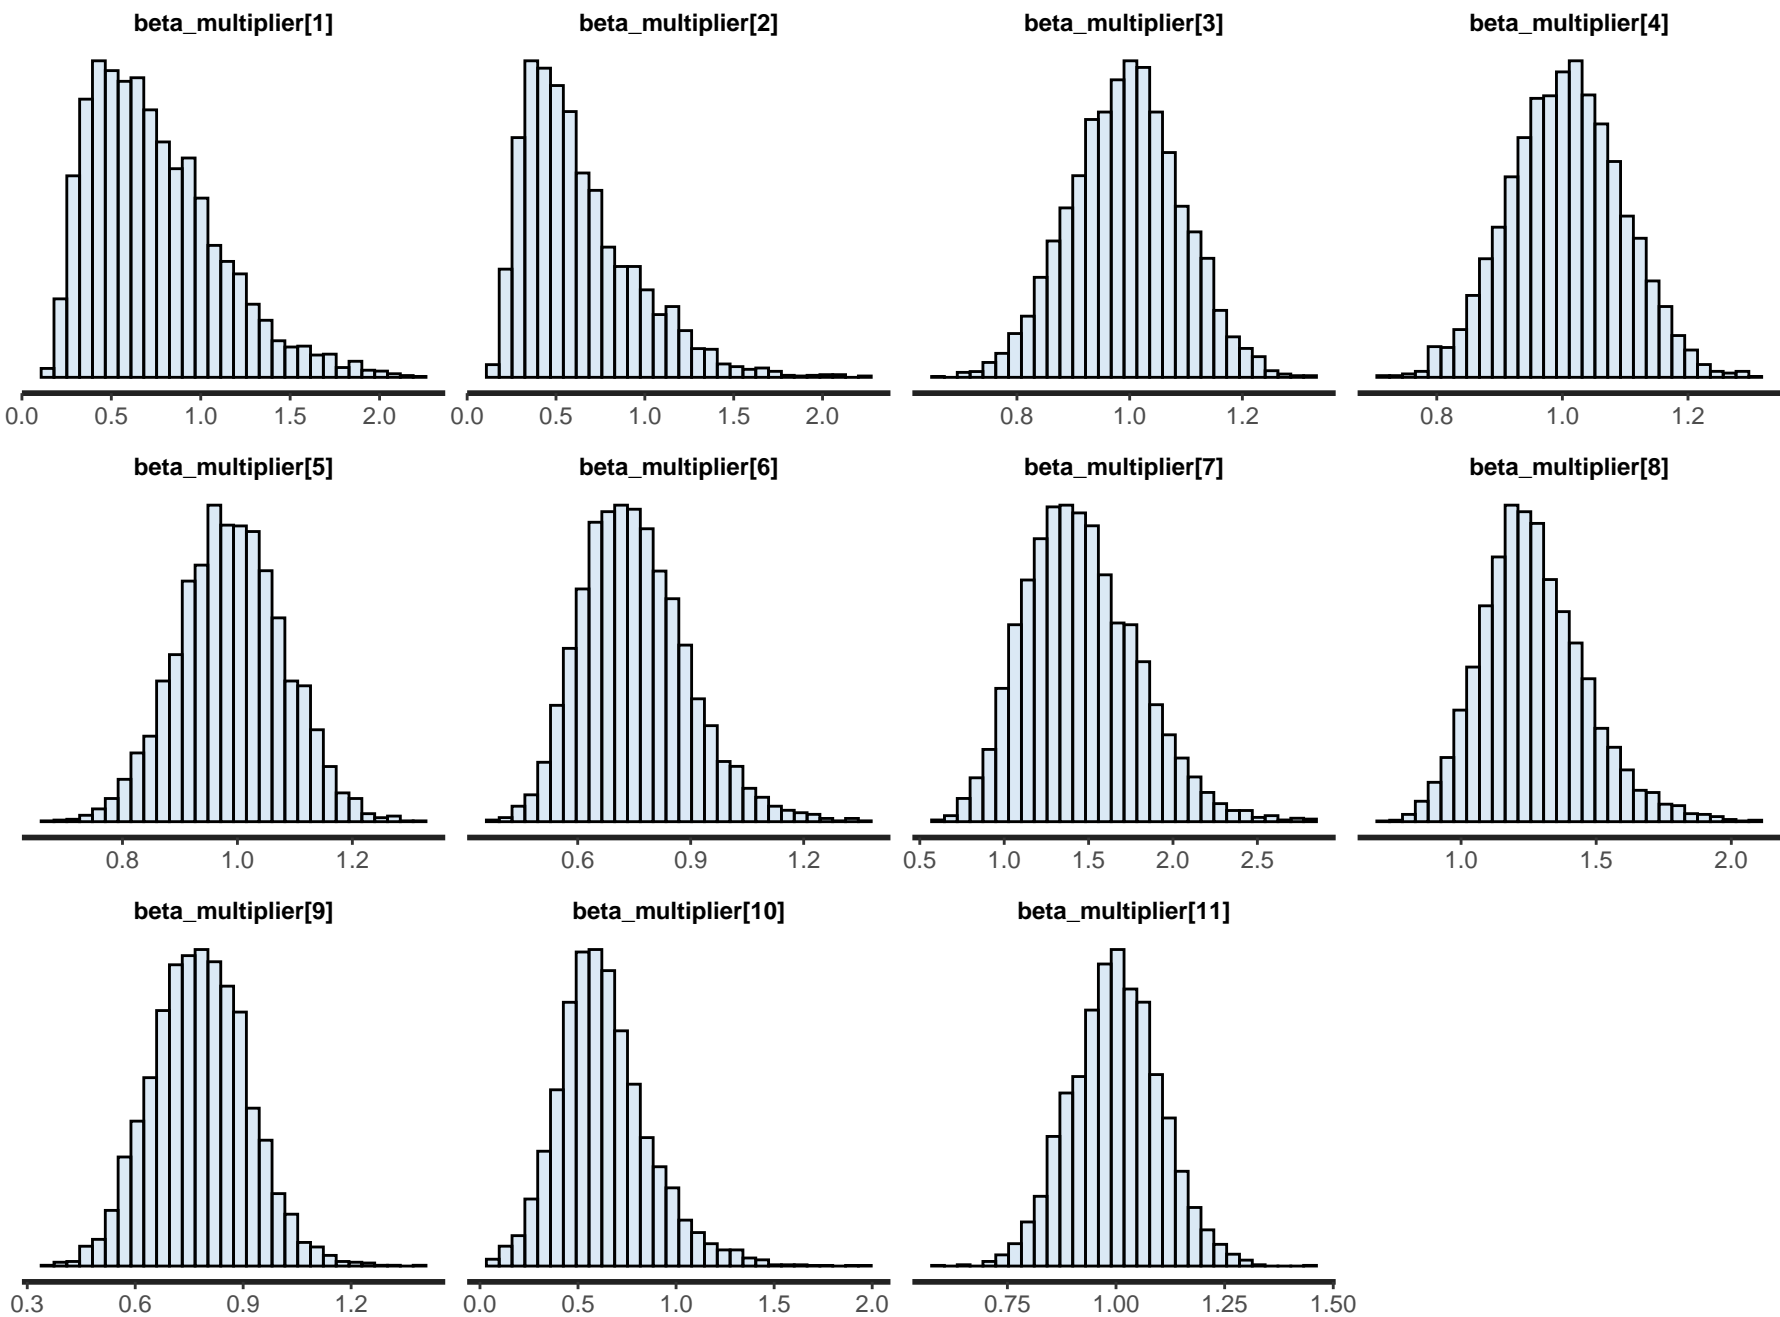 beta_multiplier[1] beta_multiplier[2] beta_multiplier[3] beta_multiplier[4]
0.0 0.5 1.0 1.5 2.0 0.0 0.5 1.0 1.5 2.0 0.8 1.0 1.2 0.8 1.0 1.2
beta_multiplier[5] beta_multiplier[6] beta_multiplier[7] beta_multiplier[8]
0.8 1.0 1.2 0.6 0.9 1.2 0.5 1.0 1.5 2.0 2.5 1.0 1.5 2.0
beta_multiplier[9] beta_multiplier[10] beta_multiplier[11]
0.3 0.6 0.9 1.2 0.0 0.5 1.0 1.5 2.0 0.75 1.00 1.25 1.50